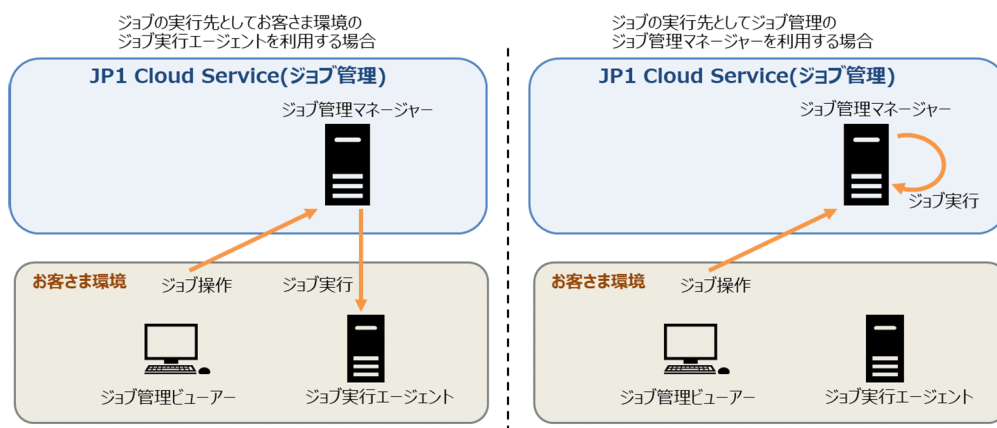 ジョブの実行先としてお客さま環境の
ジョブ実行エージェントを利用する場合
JP1 Cloud Service(ジョブ管理)
ジョブ管理マネージャー
お客さま環境
ジョブ操作
ジョブ実行
ジョブ管理ビューアー
ジョブ実行エージェント
ジョブの実行先としてジョブ管理の
ジョブ管理マネージャーを利用する場合
JP1 Cloud Service(ジョブ管理)
ジョブ管理マネージャー
ジョブ実行
お客さま環境
ジョブ操作
ジョブ管理ビューアー
ジョブ実行エージェント